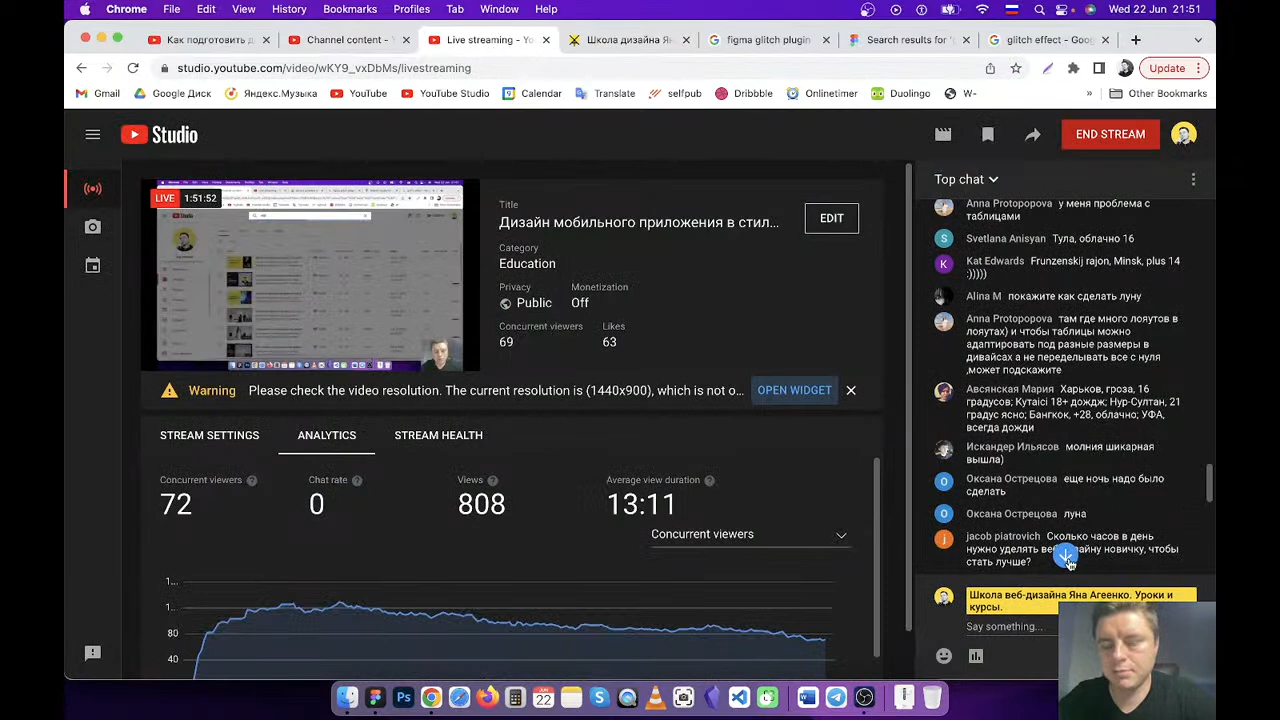 Chrome File Edit View History Bookmarks Profiles Tab Window Help Wed 22 Jun 21:51
Как подготовить д Channel content - Y Live streaming - Yo Школа дизайна Ян figma glitch plugin Search results for ' glitch effect - Goog
studio.youtube.com/video/wKY9_vxDbMs/livestreaming Update
Gmail Google Диск Яндекс.Музыка YouTube YouTube Studio Calendar Translate selfpub Dribbble Onlinetimer Duolingo W- » Other Bookmarks
Studio
END STREAM
LIVE 1:51:52
Title
Дизайн мобильного приложения в стил...
EDIT
Category
Education
Privacy Monetization
Public Off
Concurrent viewers Likes
69 63
Warning Please check the video resolution. The current resolution is (1440x900), which is not o... OPEN WIDGET
STREAM SETTINGS ANALYTICS STREAM HEALTH
Concurrent viewers Chat rate Views Average view duration
72 0 808 13:11
Concurrent viewers
1...
1...
80
40
Top chat
Anna Protopopova у меня проблема с
таблицами
Svetlana Anisyan Тула, облачно 16
Kat Edwards Frunzenskij rajon, Minsk, plus 14
:)))))
Alina M покажите как сделать луну
Anna Protopopova там где много лояутов в
лояутах) и чтобы таблицы можно
адаптировать под разные размеры в
дивайсах а не переделывать все с нуля
,может подскажите
Авсянская Мария Харьков, гроза, 16
градусов; Кутаісі 18+ дождж; Нур-Султан, 21
градус ясно; Бангкок, +28, облачно; УФА,
всегда дожди
Искандер Ильясов молния шикарная
вышла)
Оксана Острецова еще ночь надо было
сделать
Оксана Острецова луна
jacob piatrovich Сколько часов в день
нужно уделять веб айну новичку, чтобы
стать лучше?
Школа веб-дизайна Яна Агеенко. Уроки и
курсы.
Say something...
JUN
22